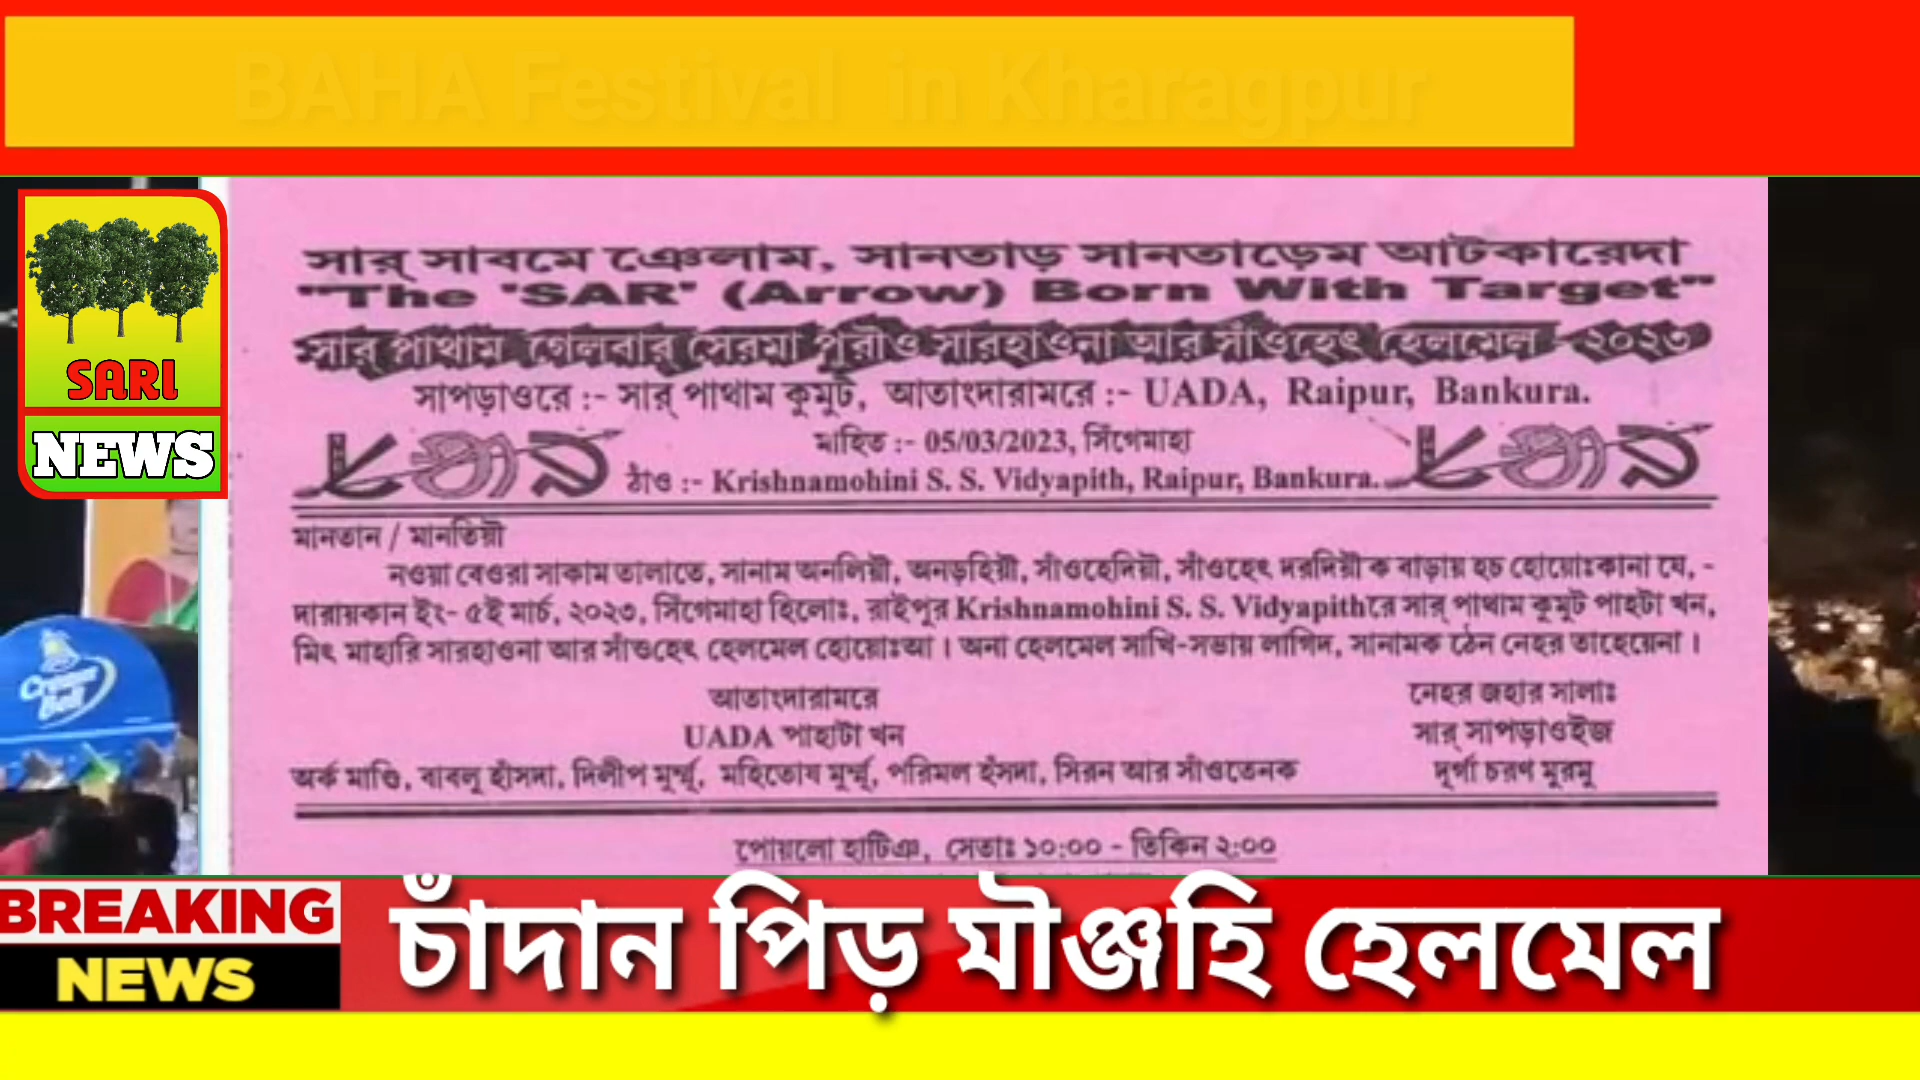 BAHA Festival in Kharagpur
SARI
NEWS
সার্ সাবমে ঞেলাম, সানতাড় সানতাড়েম আটকারেদা
"The 'SAR' (Arrow) Born With Target"
সার্ পাথাম গেলবার্ সেরমা পুরীও সারহাওনা আর সাঁওহেৎ হেলমেল - ২০২৩
সাপড়াওরে :- সার্ পাথাম কুমুট, আতাংদারামরে :- UADA, Raipur, Bankura.
মাহিত :- 05/03/2023, সিঁগেমাহা
ঠাঁও :- Krishnamohini S. S. Vidyapith, Raipur, Bankura.
মানতান / মানতিয়ী
নওয়া বেওরা সাকাম তালাতে, সানাম অনলিয়ী, অনড়হিয়ী, সাঁওহেদিয়ী, সাঁওহেৎ দরদিয়ী ক বাড়ায় হচ হোয়োঃকানা যে, -
দারায়কান ইং- ৫ই মার্চ, ২০২৩, সিঁগেমাহা হিলোঃ, রাইপুর Krishnamohini S. S. Vidyapithরে সার্ পাথাম কুমুট পাহটা খন,
মিৎ মাহারি সারহাওনা আর সাঁওহেৎ হেলমেল হোয়োঃআ । অনা হেলমেল সাখি-সভায় লাগিদ, সানামক ঠেন নেহর তাহেয়েনা ।
আতাংদারামরে
UADA পাহাটা খন
অর্ক মাণ্ডি, বাবলু হাঁসদা, দিলীপ মুর্ম্মু, মহিতোষ মুর্ম্মু, পরিমল হঁসদা, সিরন আর সাঁওতেনক
নেহর জহার সালাঃ
সার্ সাপড়াওইজ
দূর্গা চরণ মুরমু
পোয়লো হাটিঞ, সেতাঃ ১০:০০ - তিকিন ২:০০
Cream
Bell
BREAKING
NEWS
চাঁদান পিড় মৗঞ্জহি হেলমেল